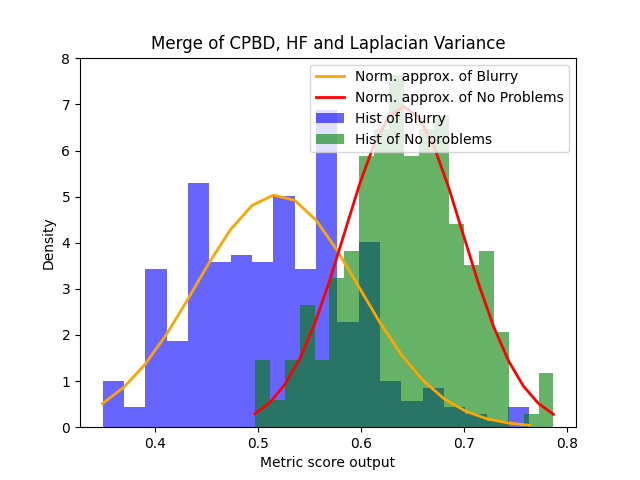 Merge of CPBD, HF and Laplacian Variance
Norm. approx. of Blurry
Norm. approx. of No Problems
Hist of Blurry
Hist of No problems
Density
8
7
6
5
4
3
2
1
0
0.4 0.5 0.6 0.7 0.8
Metric score output